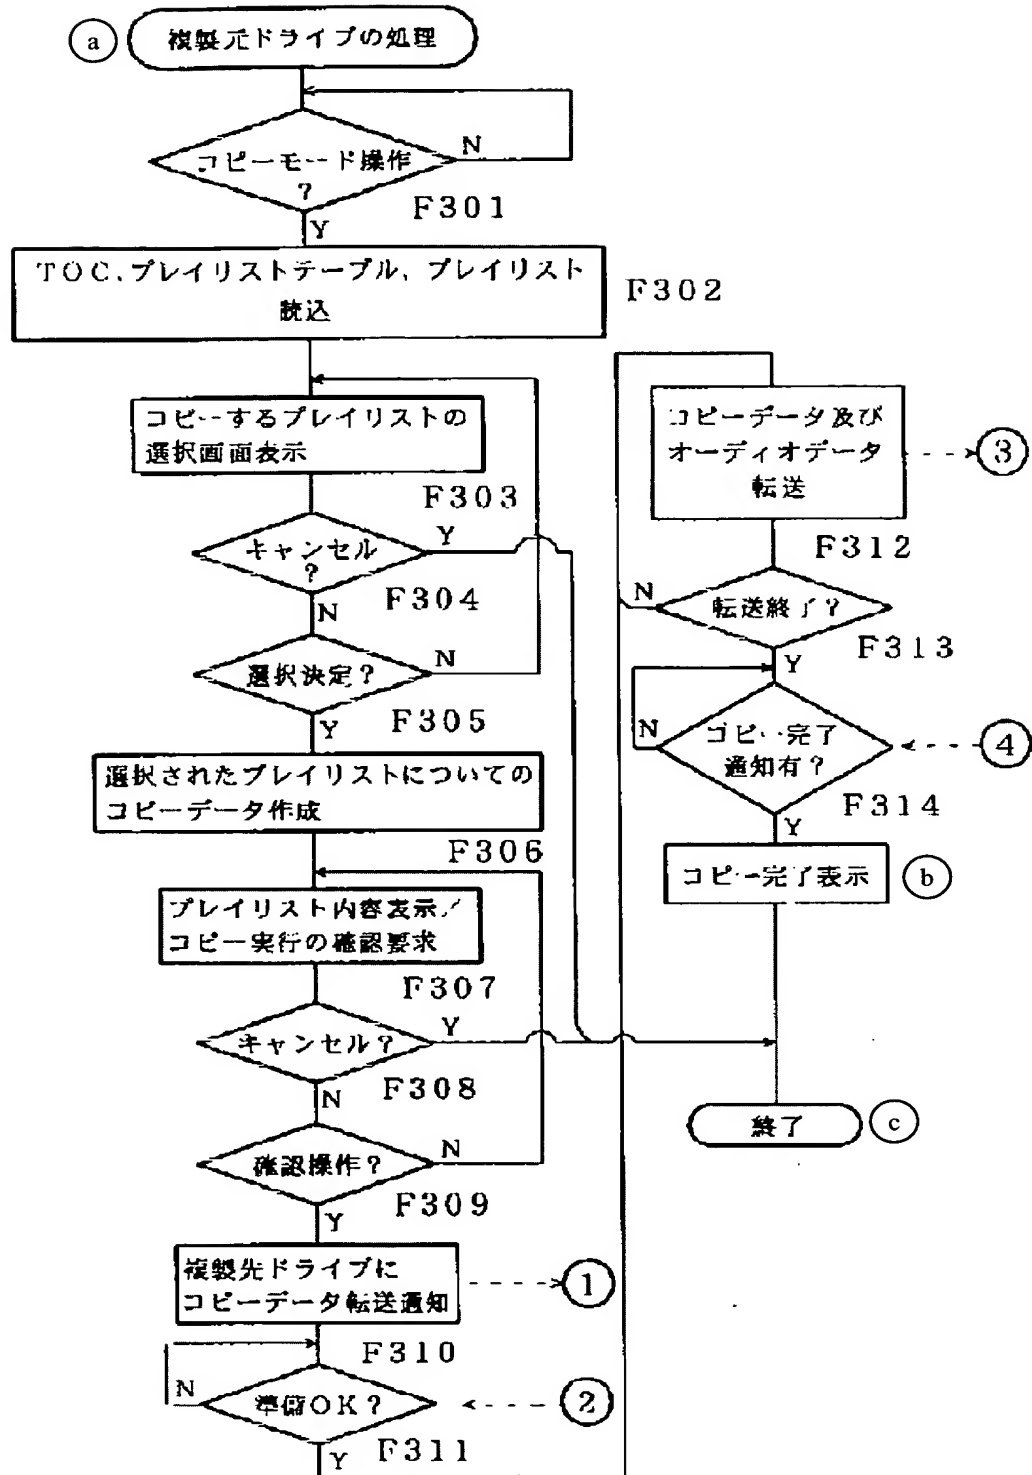 a
複製元ドライブの処理
コピーモード操作
?
N
F301
Y
TOC、プレイリストテーブル、プレイリスト
読込
F302
コピーするプレイリストの
選択画面表示
F303
キャンセル
?
Y
F304
N
選択決定?
N
F305
Y
選択されたプレイリストについての
コピーデータ作成
F306
プレイリスト内容表示/
コピー実行の確認要求
F307
キャンセル?
Y
F308
N
確認操作?
N
F309
Y
複製先ドライブに
コピーデータ転送通知
1
F310
準備OK?
N
2
F311
Y
コピーデータ及び
オーディオデータ
転送
3
F312
転送終了?
N
F313
Y
コピー完了
通知有?
N
4
F314
Y
コピー完了表示
b
終了
c